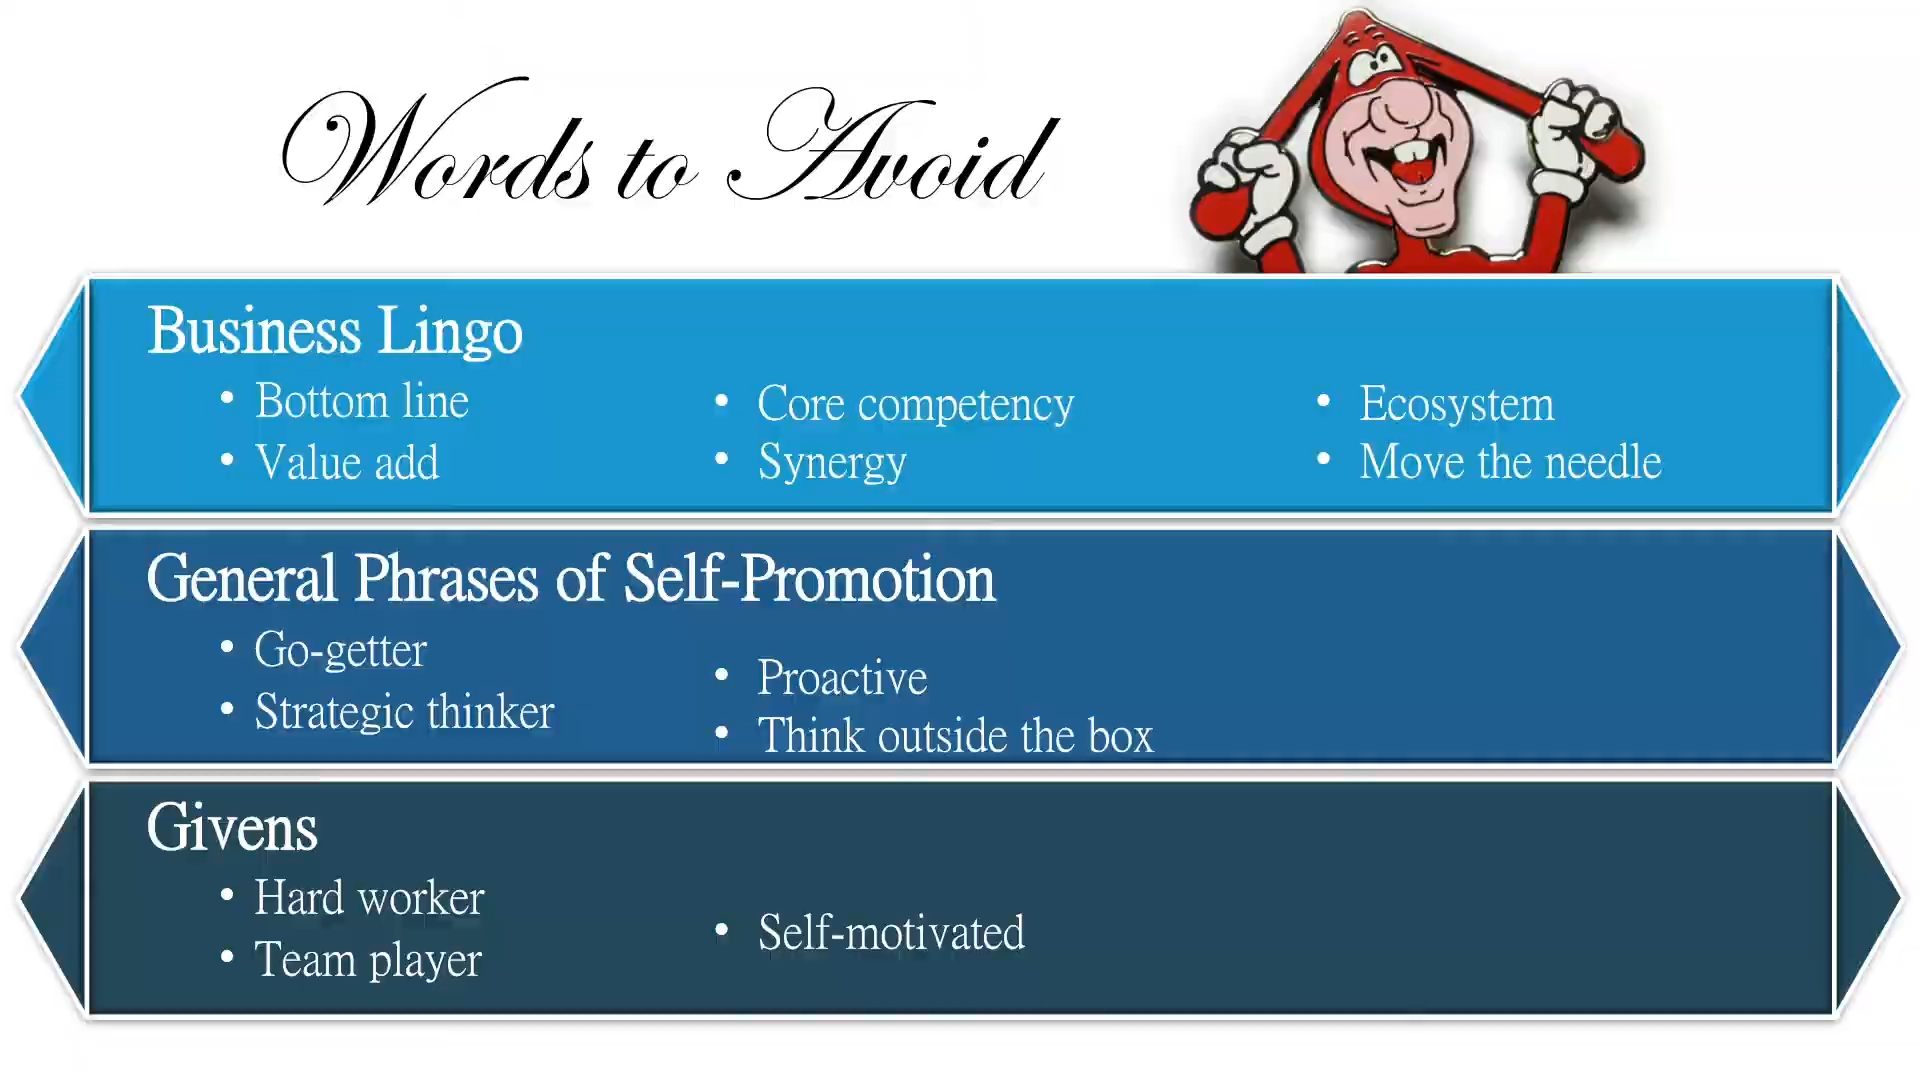 Words to Avoid
Business Lingo
Bottom line
Value add
Core competency
Synergy
Ecosystem
Move the needle
General Phrases of Self-Promotion
Go-getter
Strategic thinker
Proactive
Think outside the box
Givens
Hard worker
Team player
Self-motivated